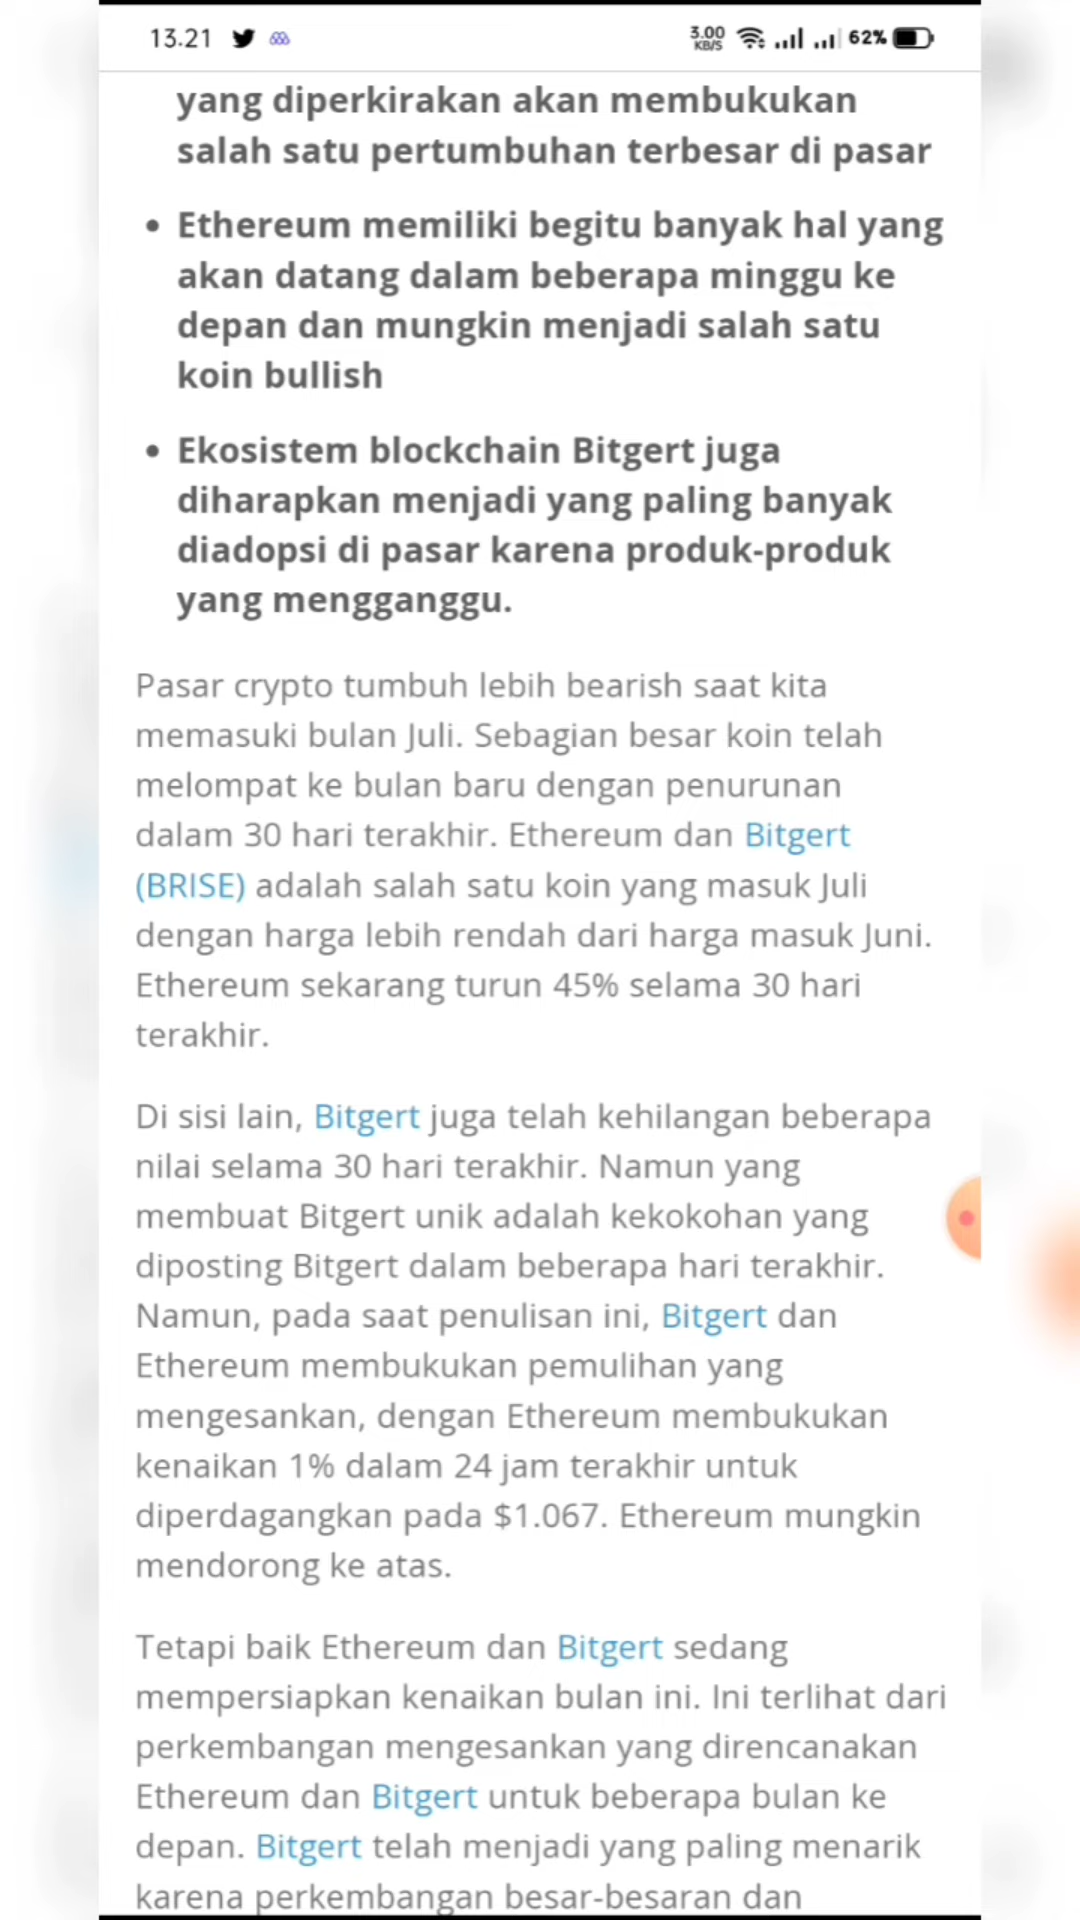 13.21 3.00 KB/S 62%
yang diperkirakan akan membukukan
salah satu pertumbuhan terbesar di pasar
• Ethereum memiliki begitu banyak hal yang
akan datang dalam beberapa minggu ke
depan dan mungkin menjadi salah satu
koin bullish
• Ekosistem blockchain Bitgert juga
diharapkan menjadi yang paling banyak
diadopsi di pasar karena produk-produk
yang mengganggu.
Pasar crypto tumbuh lebih bearish saat kita
memasuki bulan Juli. Sebagian besar koin telah
melompat ke bulan baru dengan penurunan
dalam 30 hari terakhir. Ethereum dan Bitgert
(BRISE) adalah salah satu koin yang masuk Juli
dengan harga lebih rendah dari harga masuk Juni.
Ethereum sekarang turun 45% selama 30 hari
terakhir.
Di sisi lain, Bitgert juga telah kehilangan beberapa
nilai selama 30 hari terakhir. Namun yang
membuat Bitgert unik adalah kekokohan yang
diposting Bitgert dalam beberapa hari terakhir.
Namun, pada saat penulisan ini, Bitgert dan
Ethereum membukukan pemulihan yang
mengesankan, dengan Ethereum membukukan
kenaikan 1% dalam 24 jam terakhir untuk
diperdagangkan pada $1.067. Ethereum mungkin
mendorong ke atas.
Tetapi baik Ethereum dan Bitgert sedang
mempersiapkan kenaikan bulan ini. Ini terlihat dari
perkembangan mengesankan yang direncanakan
Ethereum dan Bitgert untuk beberapa bulan ke
depan. Bitgert telah menjadi yang paling menarik
karena perkembangan besar-besaran dan